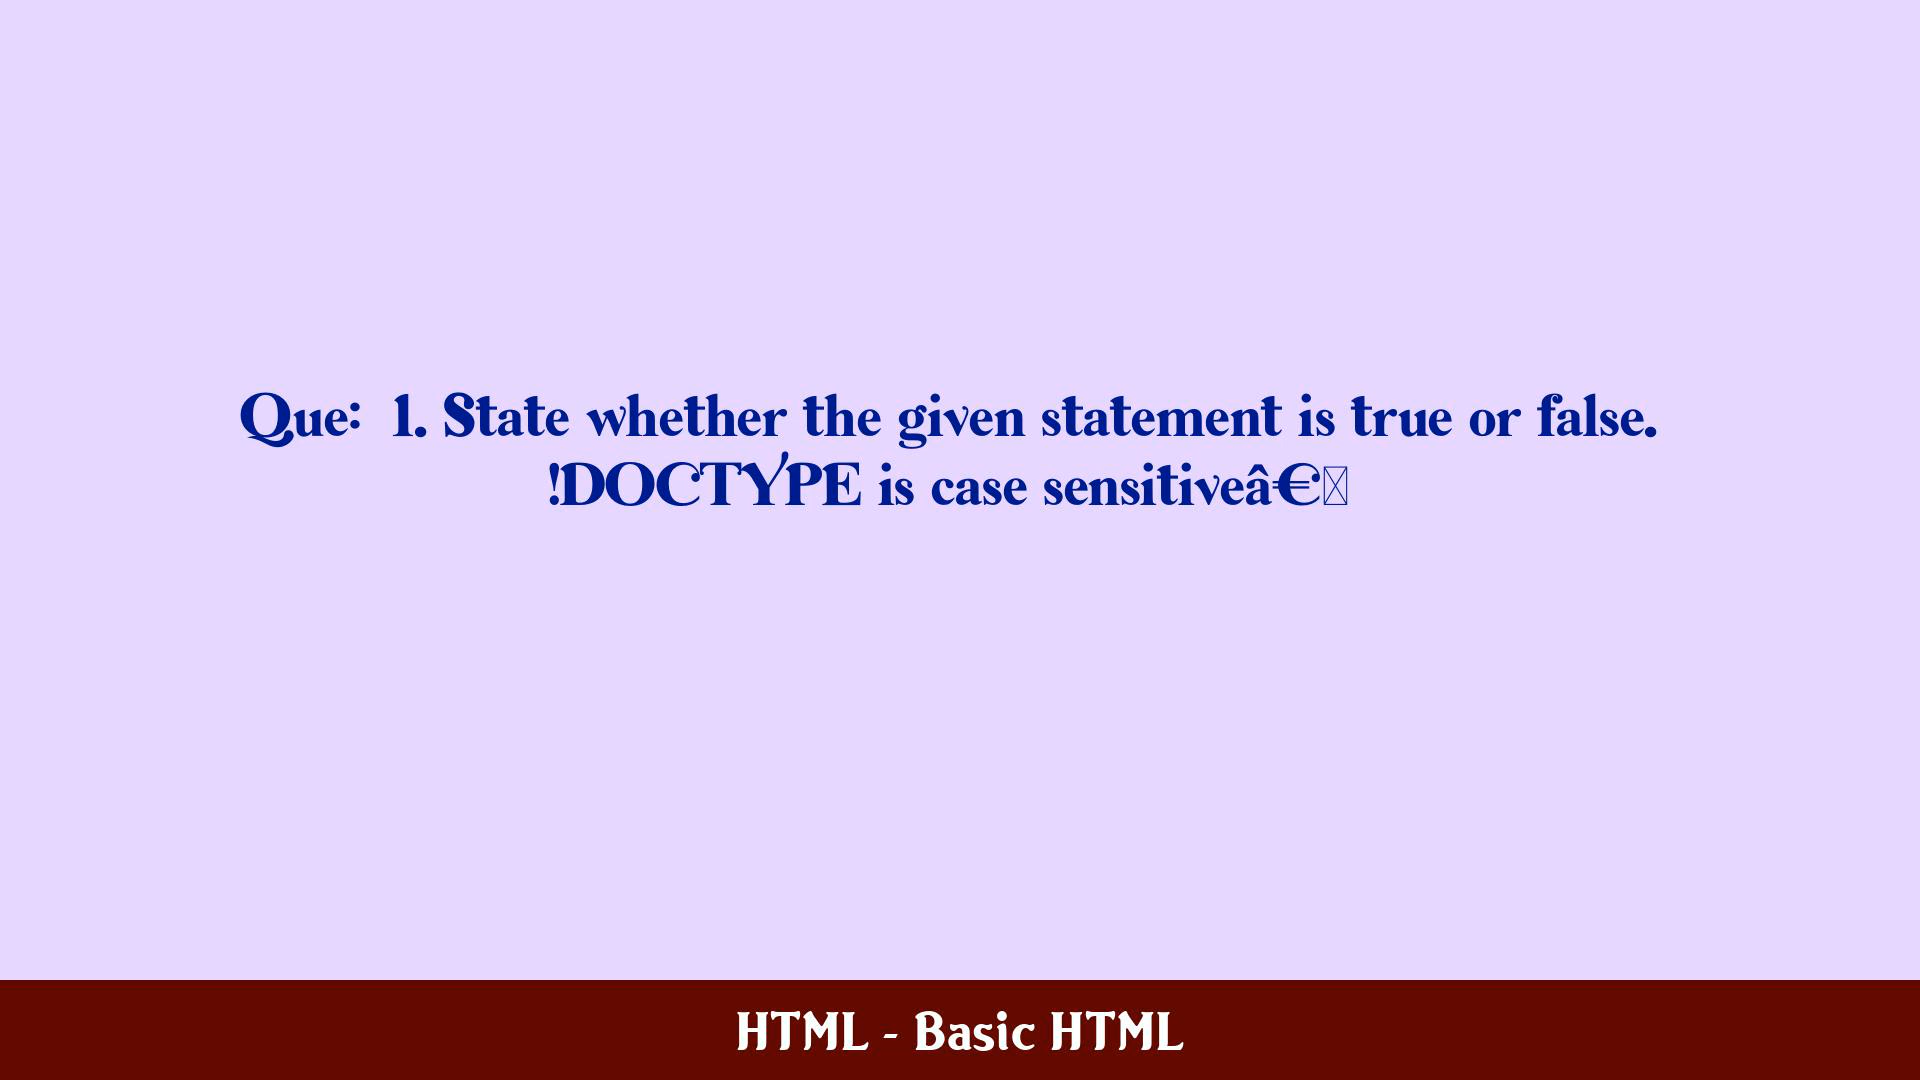 Que:  1. State whether the given statement is true or false.
!DOCTYPE is case sensitiveâ€
HTML - Basic HTML